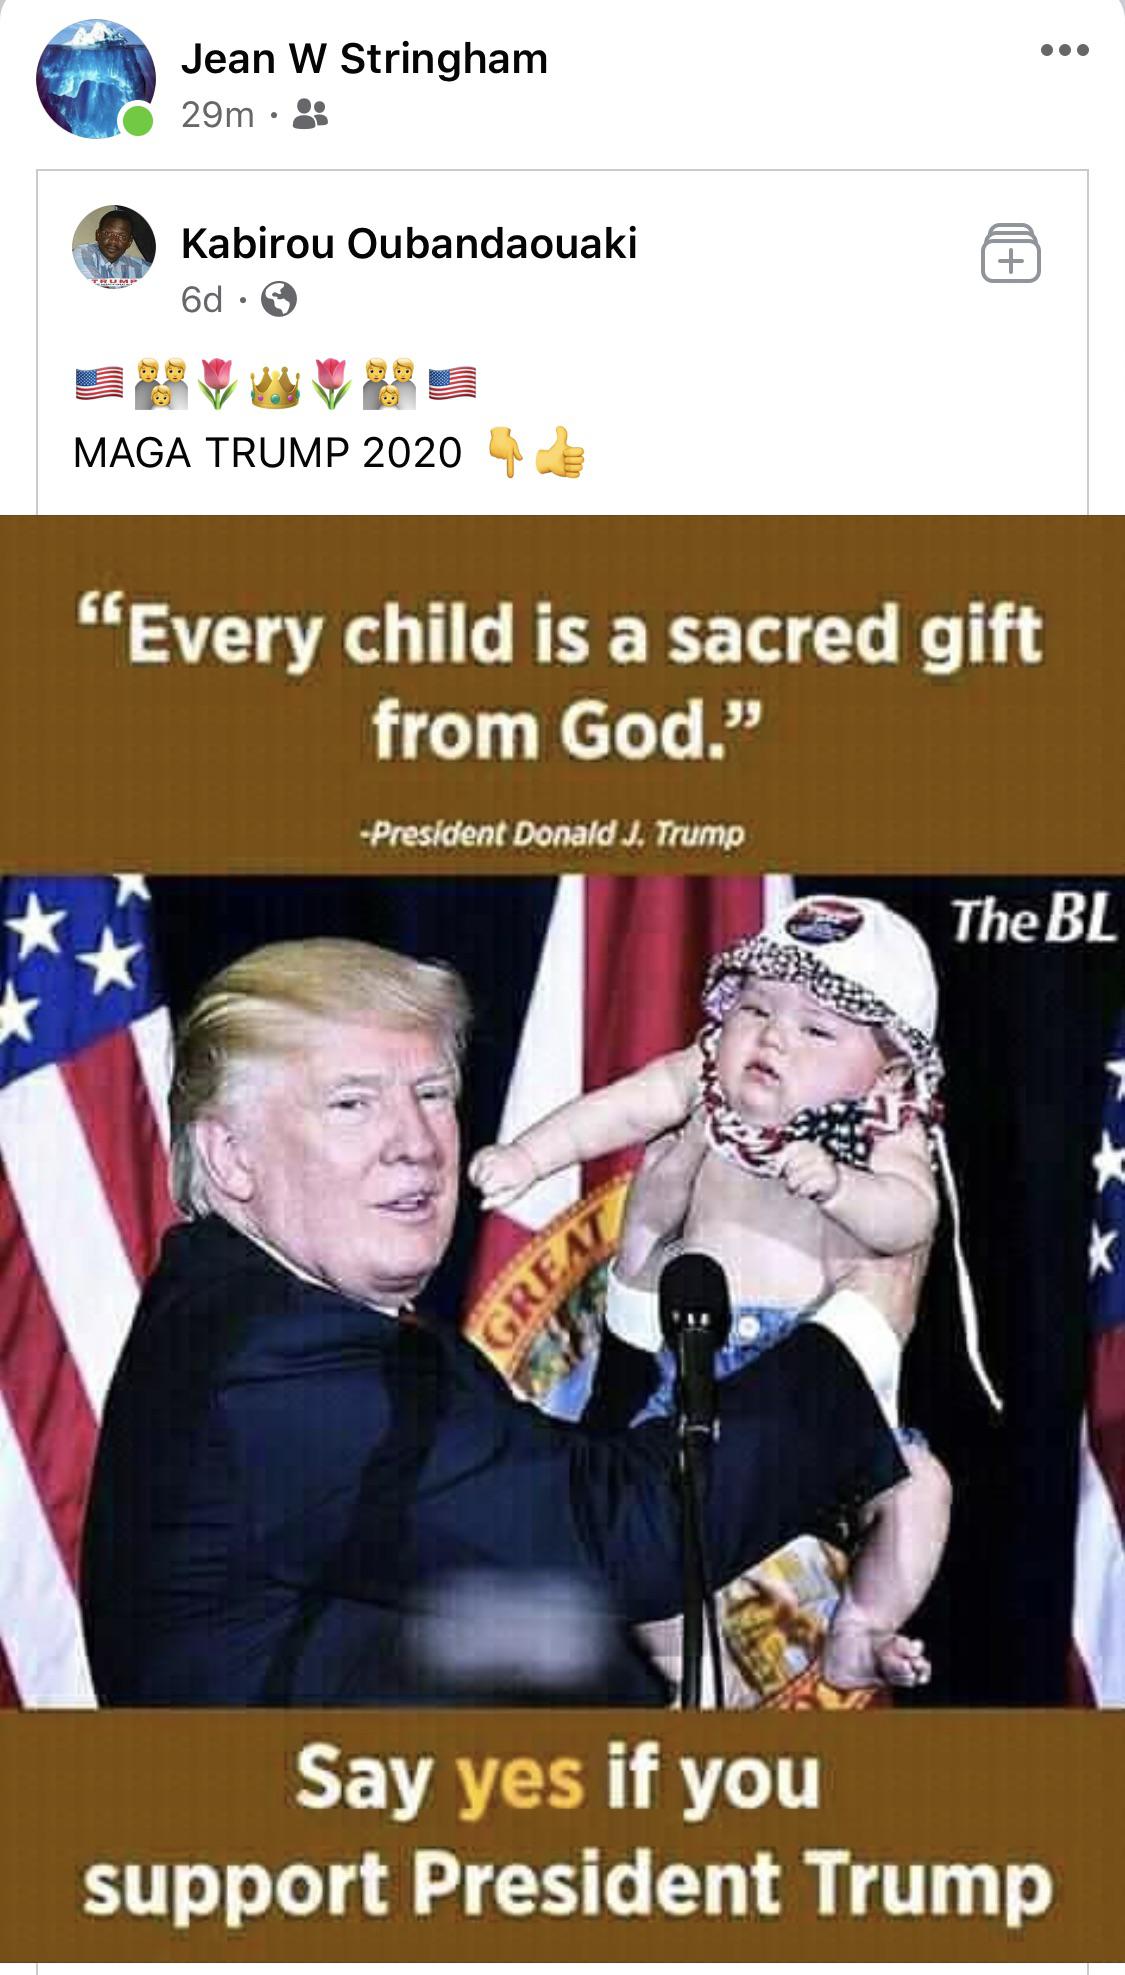 Jean W Stringham
29m ·
Kabirou Oubandaouaki
6d ·
MAGA TRUMP 2020
“Every child is a sacred gift
from God.”
-President Donald J. Trump
The BL
GREAT
Say yes if you
support President Trump
TRUMP